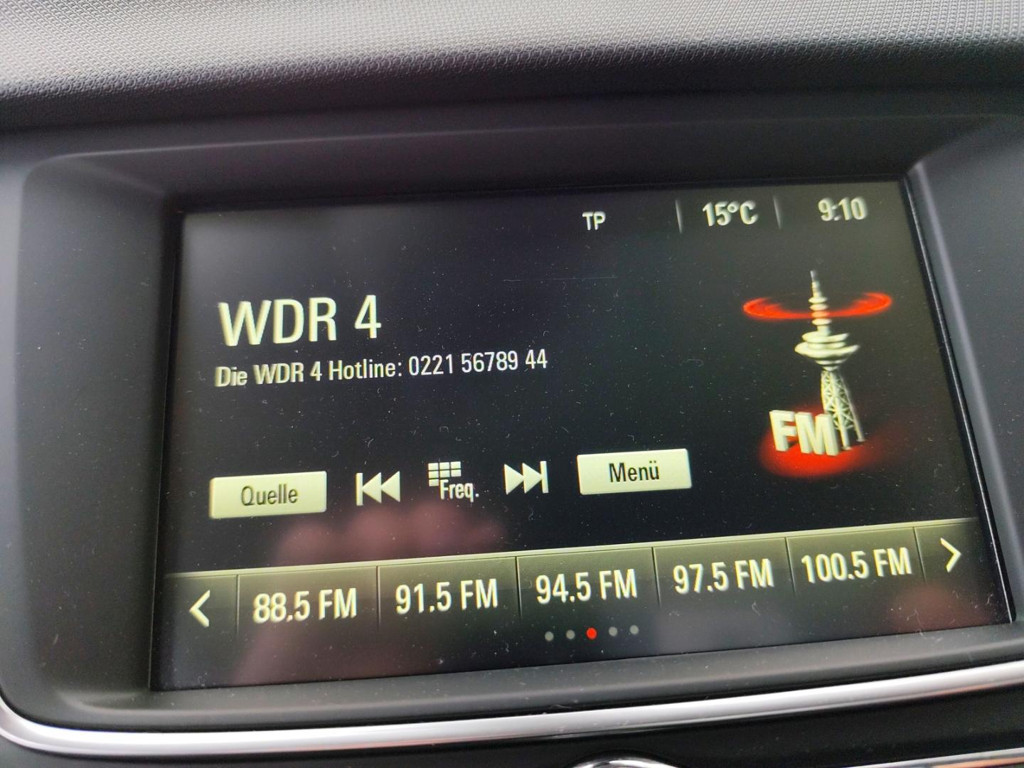 TP 15°C 9:10
WDR 4
Die WDR 4 Hotline: 0221 56789 44
FM
Quelle Freq. Menü
88.5 FM 91.5 FM 94.5 FM 97.5 FM 100.5 FM